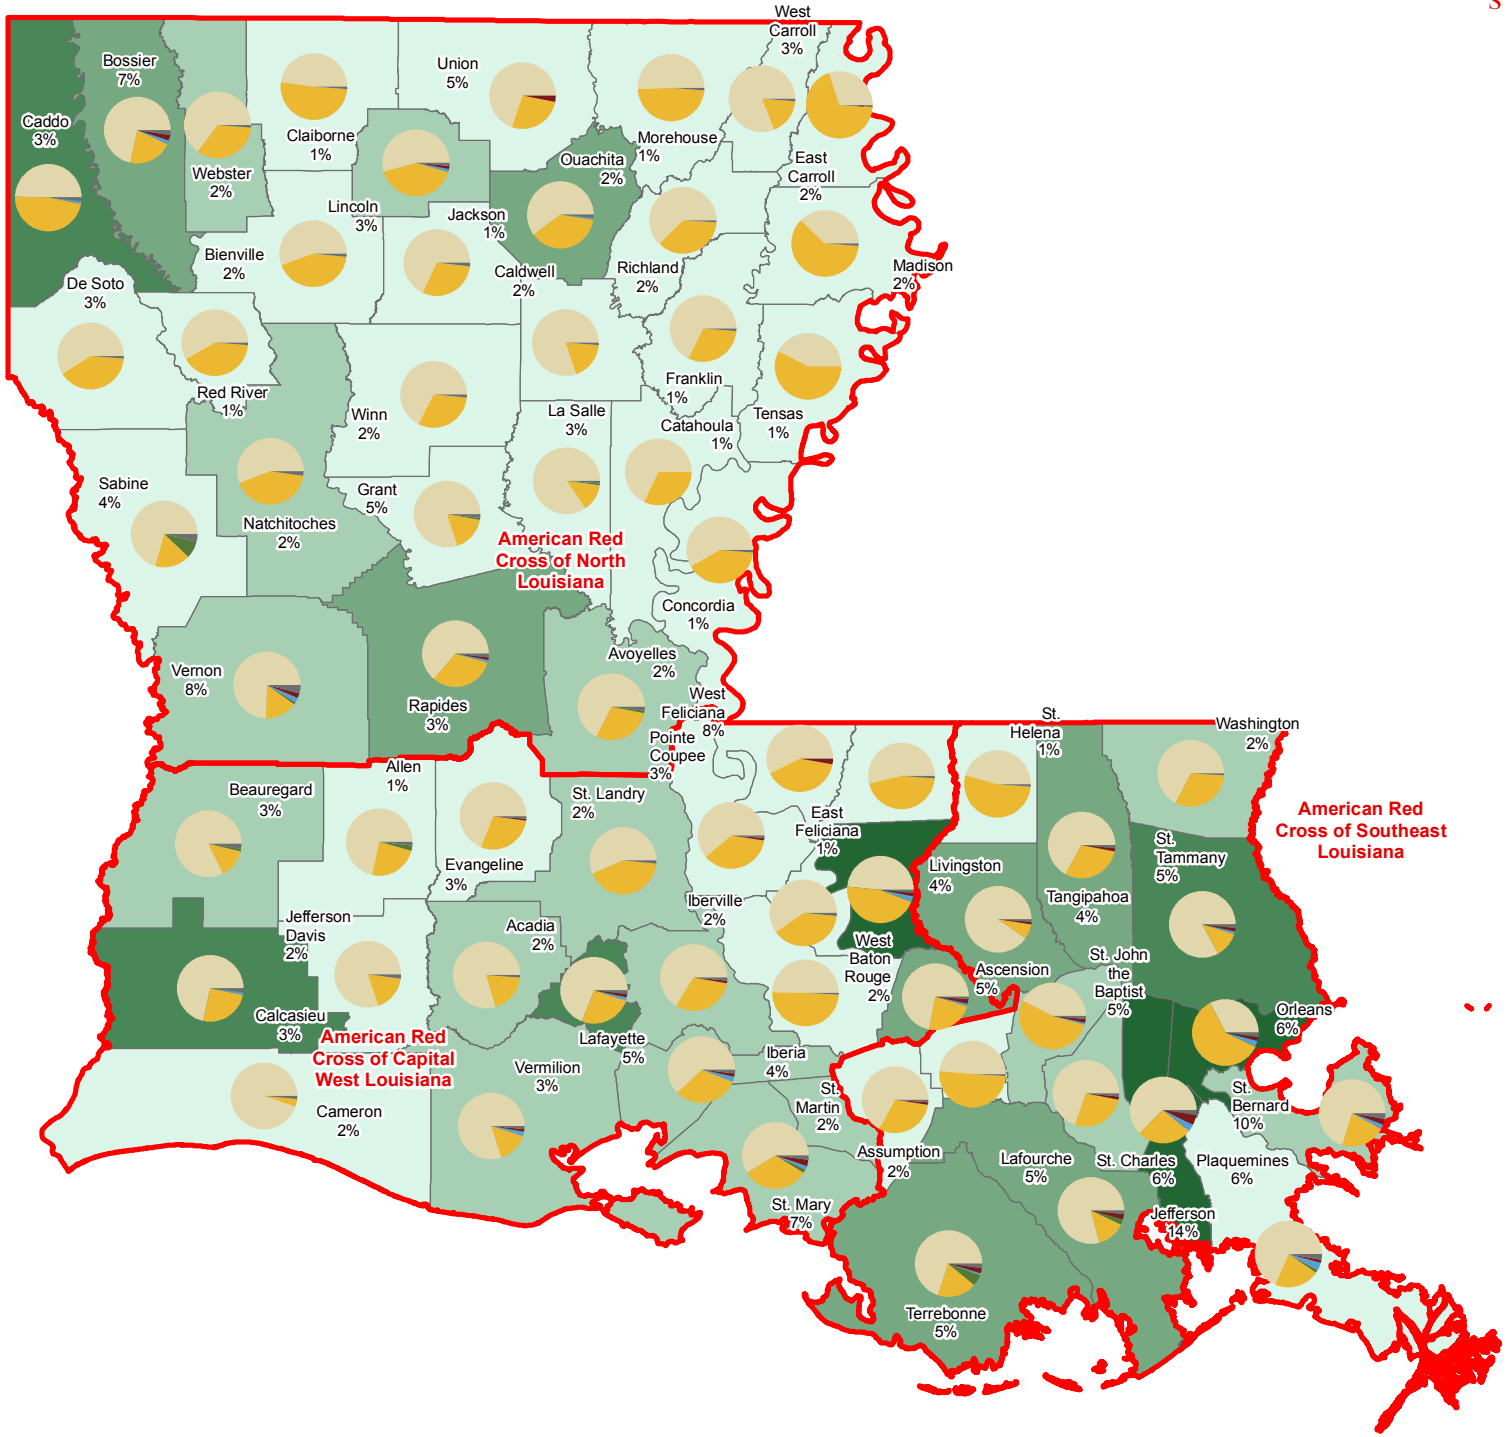 S
West
Carroll
3%
Bossier
7%
Union
5%
Caddo
3%
Claiborne
1%
Morehouse
1%
Webster
2%
Ouachita
2%
East
Carroll
2%
Lincoln
3%
Jackson
1%
Bienville
2%
Caldwell
2%
Richland
2%
Madison
2%
De Soto
3%
Red River
1%
Winn
2%
Franklin
1%
La Salle
3%
Catahoula
1%
Tensas
1%
Sabine
4%
Grant
5%
Natchitoches
2%
American Red
Cross of North
Louisiana
Concordia
1%
Vernon
8%
Rapides
3%
Avoyelles
2%
West
Feliciana
8%
Pointe
Coupee
3%
St.
Helena
1%
Washington
2%
Allen
1%
Beauregard
3%
St. Landry
2%
East
Feliciana
1%
American Red
Cross of Southeast
Louisiana
Evangeline
3%
Livingston
4%
St.
Tammany
5%
Tangipahoa
4%
Iberville
2%
Jefferson
Davis
2%
Acadia
2%
West
Baton
Rouge
2%
Ascension
5%
St. John
the
Baptist
5%
Calcasieu
3%
Orleans
6%
American Red
Cross of Capital
West Louisiana
Lafayette
5%
Iberia
4%
Vermilion
3%
St.
Martin
2%
St.
Bernard
10%
Cameron
2%
Assumption
2%
Lafourche
5%
St. Charles
6%
Plaquemines
6%
St. Mary
7%
Jefferson
14%
Terrebonne
5%